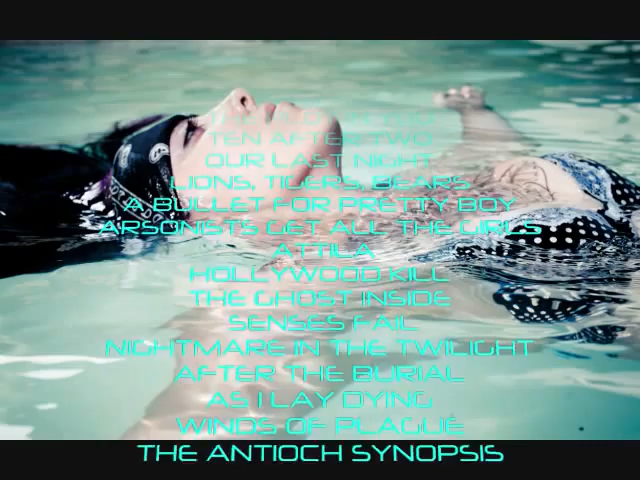 TEN AFTER TWO
OUR LAST NIGHT
LIONS, TIGERS, BEARS
A BULLET FOR PRETTY BOY
ARSONISTS GET ALL THE GIRLS
ATTILA
HOLLYWOOD KILL
THE GHOST INSIDE
SENSES FAIL
NIGHTMARE IN THE TWILIGHT
AFTER THE BURIAL
AS I LAY DYING
WINDS OF PLAGUE
THE ANTIOCH SYNOPSIS